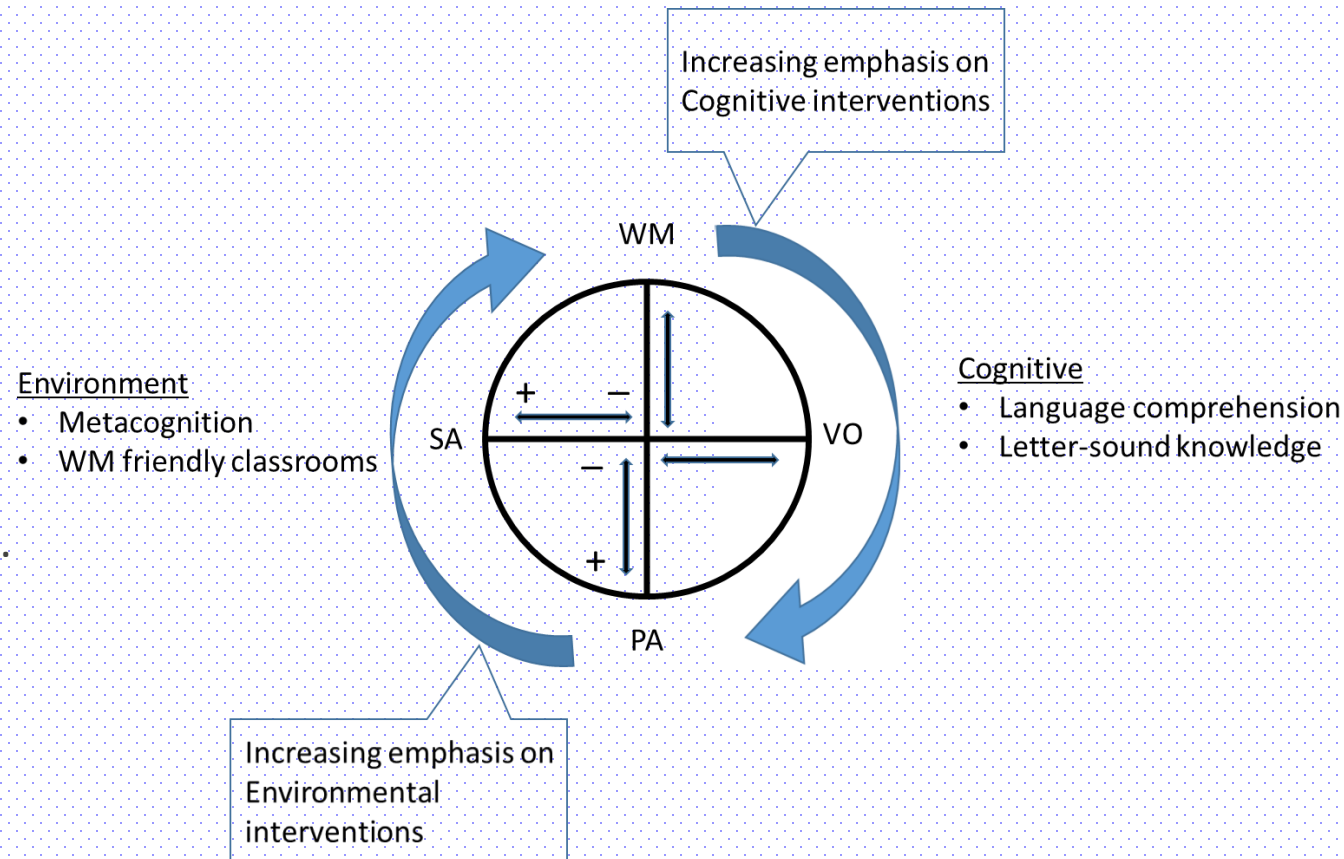 Increasing emphasis on
Cognitive interventions
WM
Environment
• Metacognition
• WM friendly classrooms
SA
+
–
–
+
VO
PA
Cognitive
• Language comprehension
• Letter-sound knowledge
Increasing emphasis on
Environmental
interventions